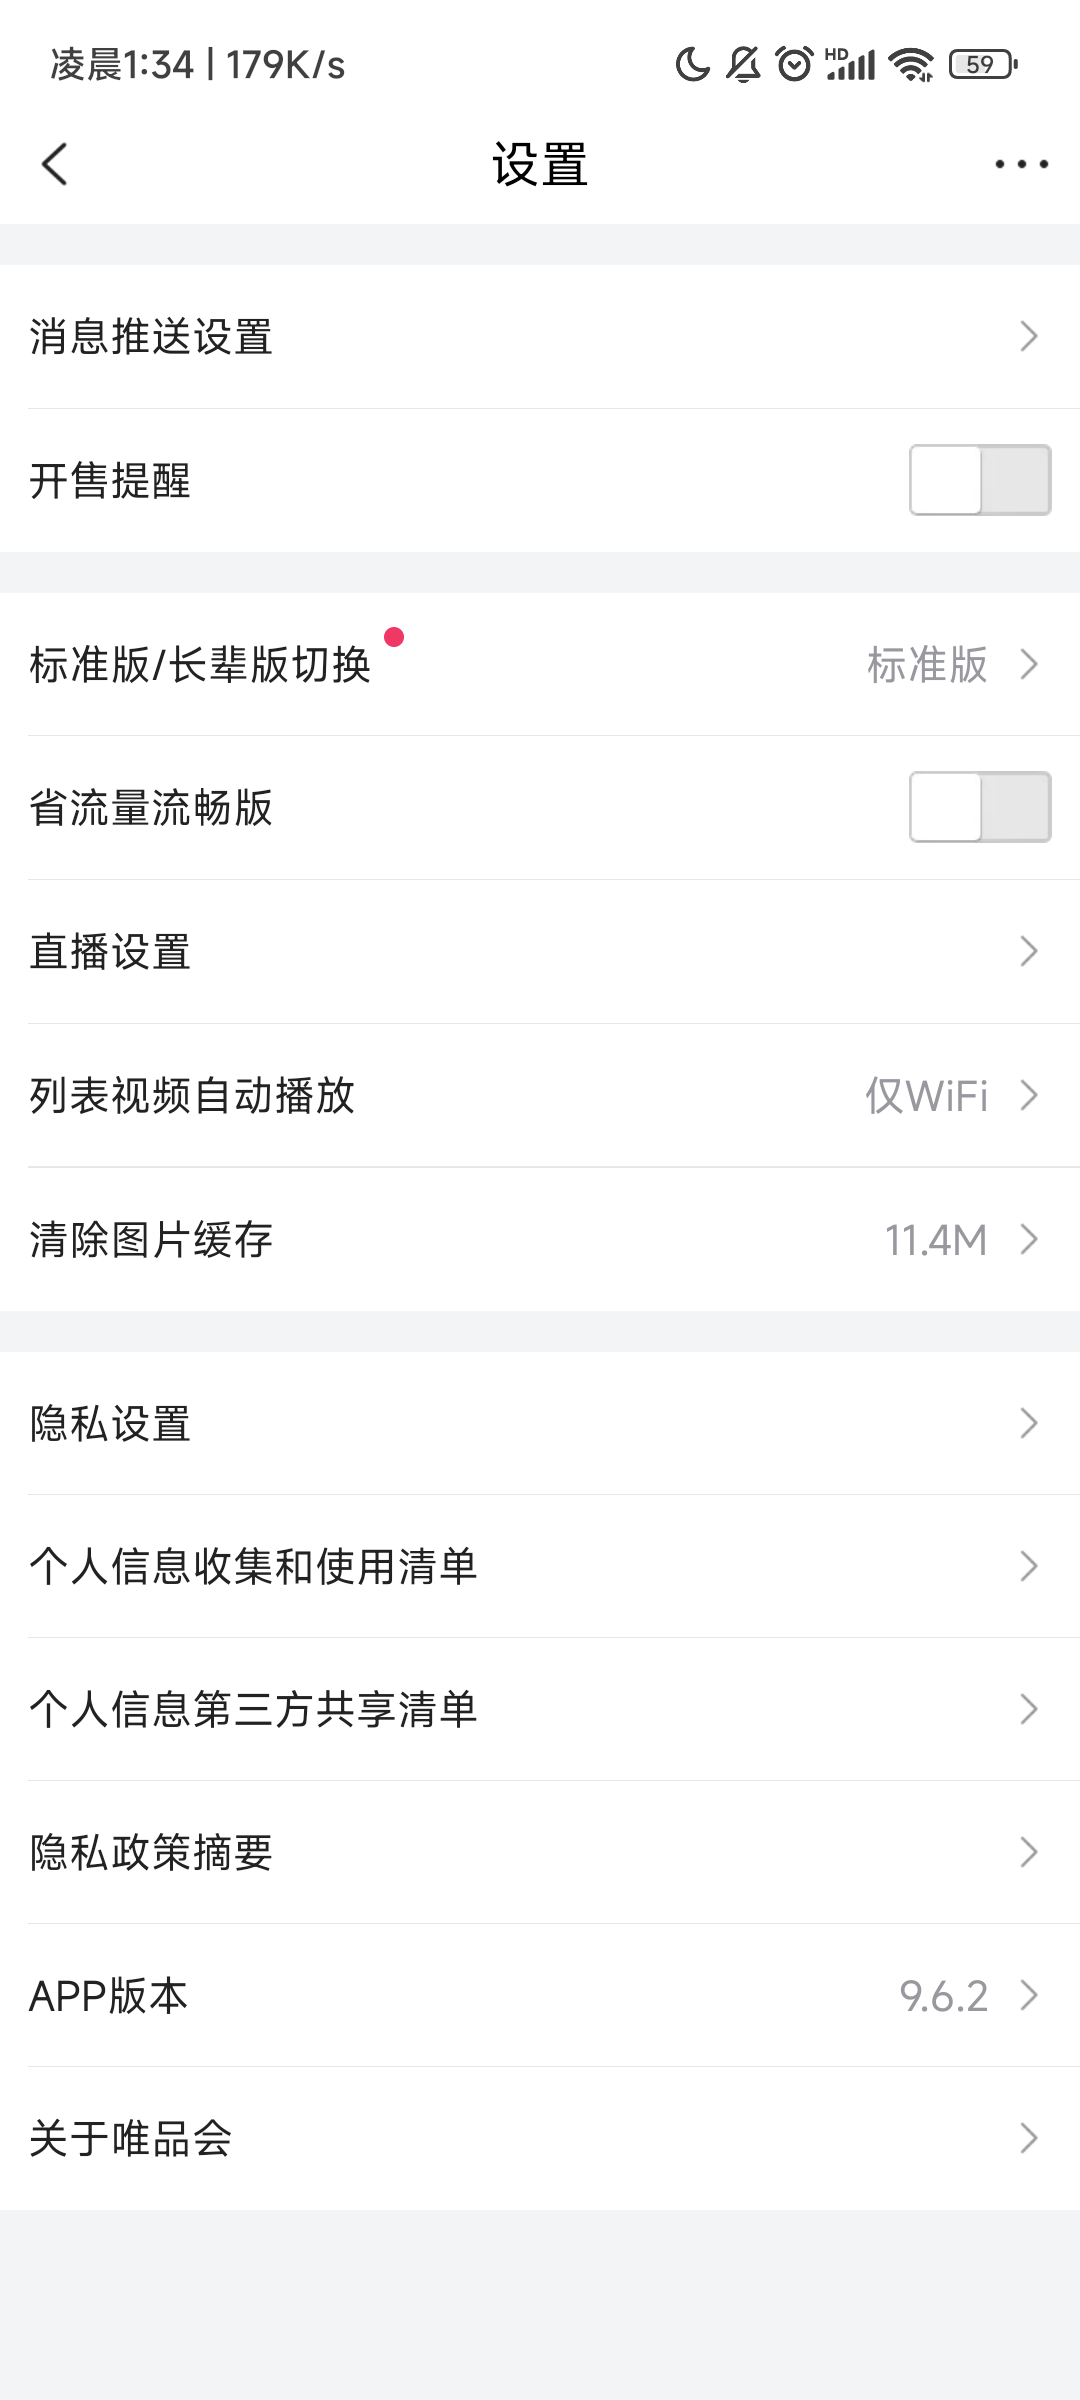 凌晨1:34 | 179K/s HD 59
设置
消息推送设置
开售提醒
标准版/长辈版切换 标准版
省流量流畅版
直播设置
列表视频自动播放 仅WiFi
清除图片缓存 11.4M
隐私设置
个人信息收集和使用清单
个人信息第三方共享清单
隐私政策摘要
APP版本 9.6.2
关于唯品会